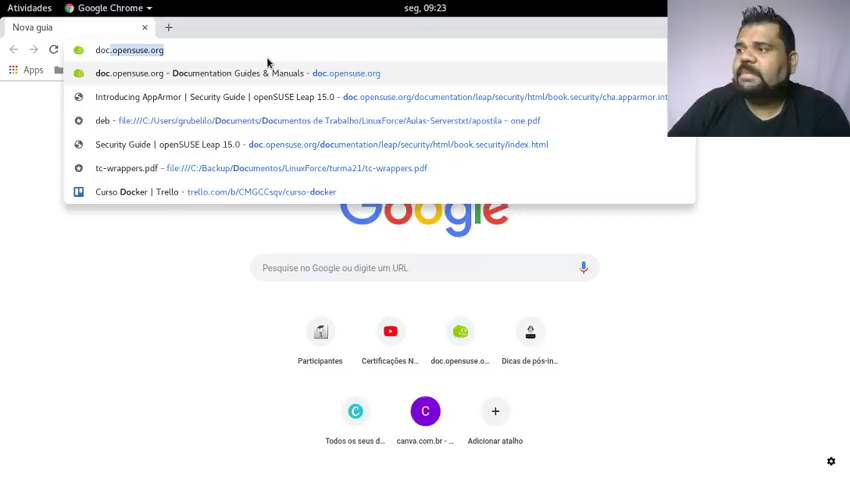 Atividades Google Chrome ▾ seg, 09:23
Nova guia × +
doc.opensuse.org
Apps
doc.opensuse.org - Documentation Guides & Manuals - doc.opensuse.org
Introducing AppArmor | Security Guide | openSUSE Leap 15.0 - doc.opensuse.org/documentation/leap/security/html/book.security/cha.apparmor.int
deb - file:///C:/Users/grubelilo/Documents/Documentos de Trabalho/LinuxForce/Aulas-Serverstxt/apostila - one.pdf
Security Guide | openSUSE Leap 15.0 - doc.opensuse.org/documentation/leap/security/html/book.security/index.html
tc-wrappers.pdf - file:///C:/Backup/Documentos/LinuxForce/turma21/tc-wrappers.pdf
Curso Docker | Trello - trello.com/b/CMGCCsqv/curso-docker
Google
Pesquise no Google ou digite um URL
Participantes Certificações N... doc.opensuse.o... Dicas de pós-in...
C
Todos os seus d... canva.com.br - ... Adicionar atalho